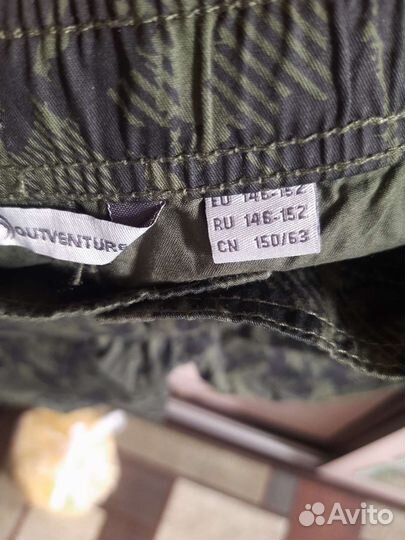 OUTVENTURE
EU 146-152
RU 146-152
CN 150/63
Avito